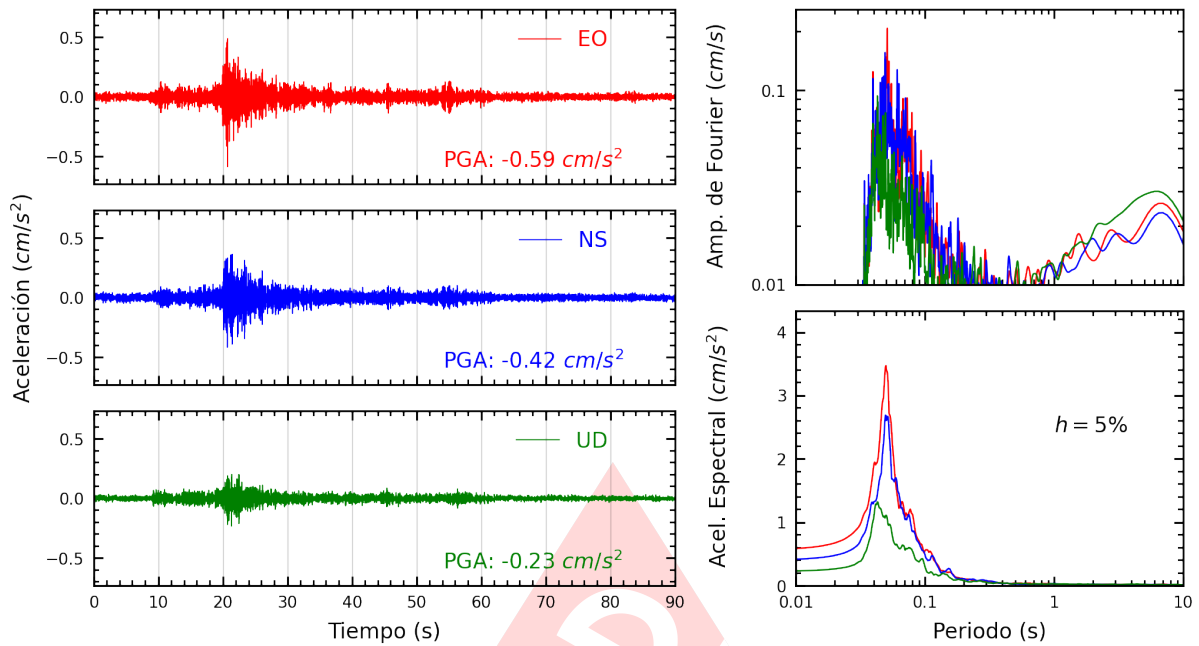 Aceleración (cm/s²)
0.5
0.0
−0.5
EO
PGA: -0.59 cm/s²
0.5
0.0
−0.5
NS
PGA: -0.42 cm/s²
0.5
0.0
−0.5
UD
PGA: -0.23 cm/s²
0 10 20 30 40 50 60 70 80 90
Tiempo (s)
Amp. de Fourier (cm/s)
0.1
0.01
Acel. Espectral (cm/s²)
4
3
2
1
0
h = 5%
0.01 0.1 1 10
Periodo (s)